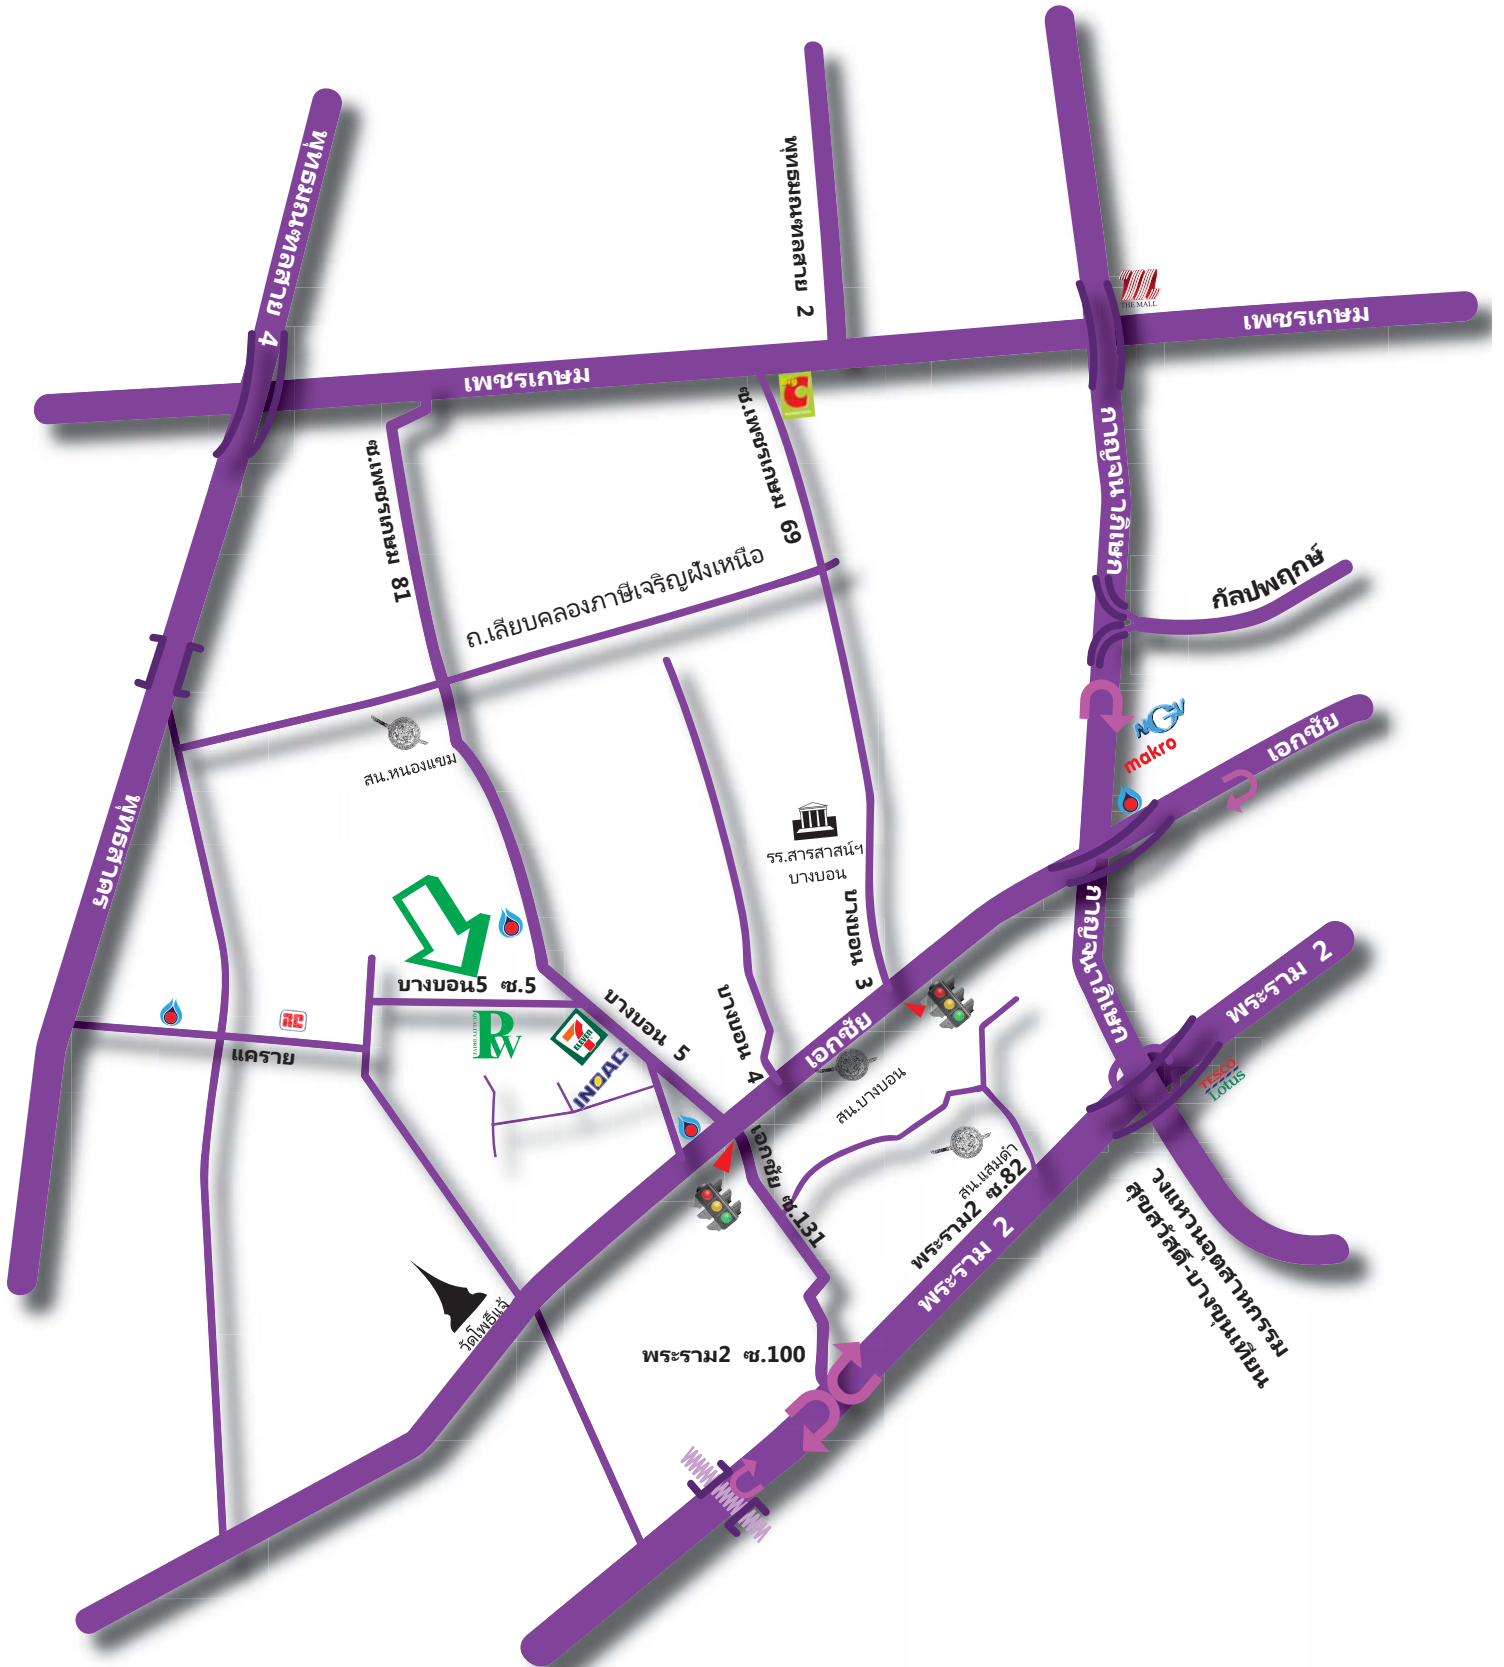 พุทธมณฑลสาย 4
พุทธมณฑลสาย 2
THE MALL
เพชรเกษม
เพชรเกษม
ซ.เพชรเกษม 81
ซ.เพชรเกษม 69
กาญจนาภิเษก
ถ.เลียบคลองภาษีเจริญฝั่งเหนือ
กัลปพฤกษ์
NGV
makro
เอกชัย
สน.หนองแขม
พุทธสาคร
รร.สารสาสน์ฯ
บางบอน
บางบอน 3
กาญจนาภิเษก
พระราม 2
บางบอน5 ซ.5
บางบอน 5
บางบอน 4
เอกชัย
RW
7 ELEVEN
INDAC
แคราย
สน.บางบอน
TESCO
Lotus
เอกชัย ซ.131
สน.แสมดำ
พระราม2 ซ.82
พระราม 2
วงแหวนอุตสาหกรรม
สุขสวัสดิ์-บางขุนเทียน
วัดโพธิ์แจ้
พระราม2 ซ.100